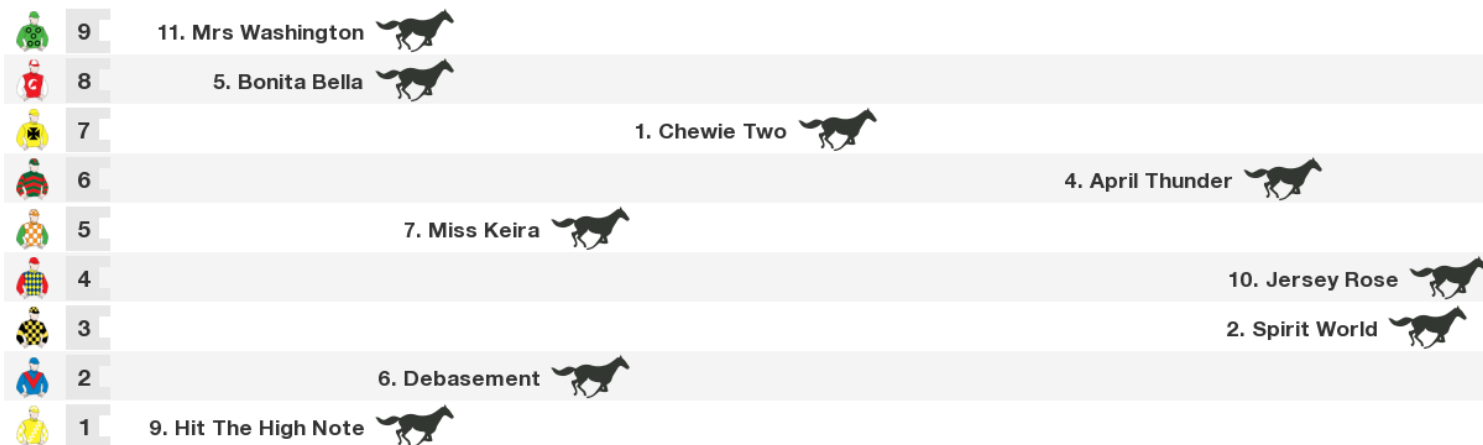 9 11. Mrs Washington
8 5. Bonita Bella
7 1. Chewie Two
6 4. April Thunder
5 7. Miss Keira
4 10. Jersey Rose
3 2. Spirit World
2 6. Debasement
1 9. Hit The High Note